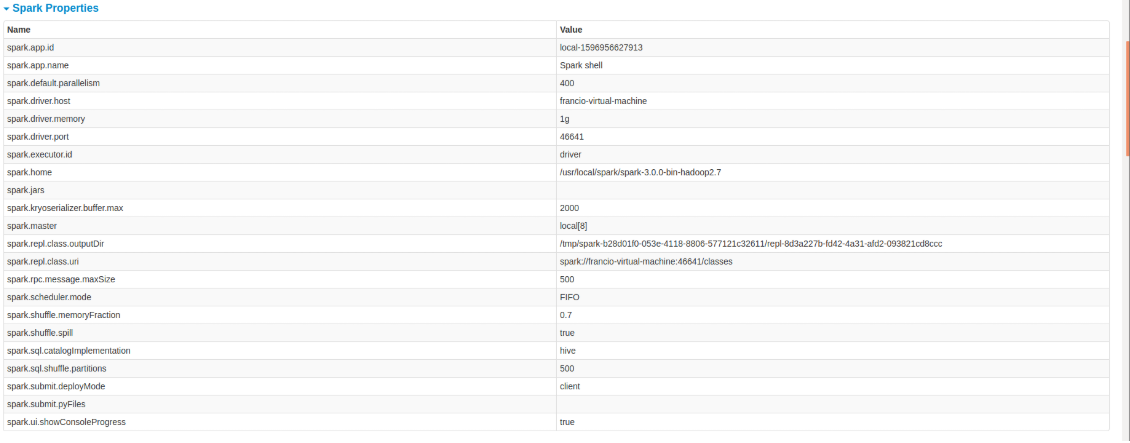 Spark Properties
Name Value
spark.app.id local-1596956627913
spark.app.name Spark shell
spark.default.parallelism 400
spark.driver.host francio-virtual-machine
spark.driver.memory 1g
spark.driver.port 46641
spark.executor.id driver
spark.home /usr/local/spark/spark-3.0.0-bin-hadoop2.7
spark.jars
spark.kryoserializer.buffer.max 2000
spark.master local[8]
spark.repl.class.outputDir /tmp/spark-b28d01f0-053e-4118-8806-577121c32611/repl-8d3a227b-fd42-4a31-afd2-093821cd8ccc
spark.repl.class.uri spark://francio-virtual-machine:46641/classes
spark.rpc.message.maxSize 500
spark.scheduler.mode FIFO
spark.shuffle.memoryFraction 0.7
spark.shuffle.spill true
spark.sql.catalogImplementation hive
spark.sql.shuffle.partitions 500
spark.submit.deployMode client
spark.submit.pyFiles
spark.ui.showConsoleProgress true